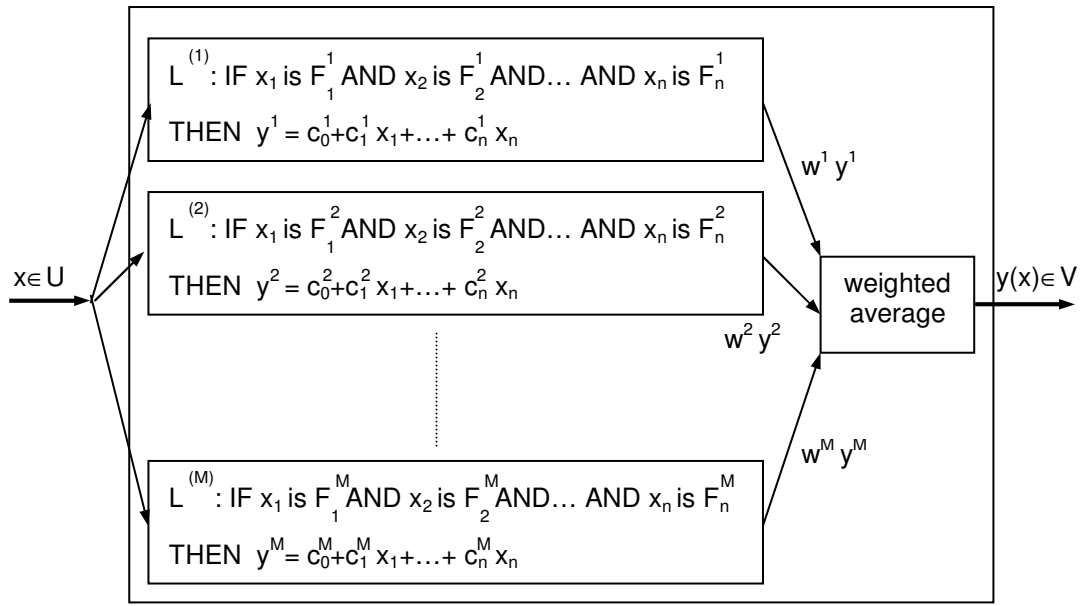 L⁽¹⁾: IF x₁ is F₁¹ AND x₂ is F₂¹ AND… AND xₙ is Fₙ¹
THEN y¹ = c₀¹+c₁¹ x₁+…+ cₙ¹ xₙ
w¹ y¹
L⁽²⁾: IF x₁ is F₁² AND x₂ is F₂² AND… AND xₙ is Fₙ²
THEN y² = c₀²+c₁² x₁+…+ cₙ² xₙ
x∈U
weighted
average
y(x)∈V
w² y²
wᴹ yᴹ
L⁽ᴹ⁾: IF x₁ is F₁ᴹ AND x₂ is F₂ᴹ AND… AND xₙ is Fₙᴹ
THEN yᴹ= c₀ᴹ+c₁ᴹ x₁+…+ cₙᴹ xₙ